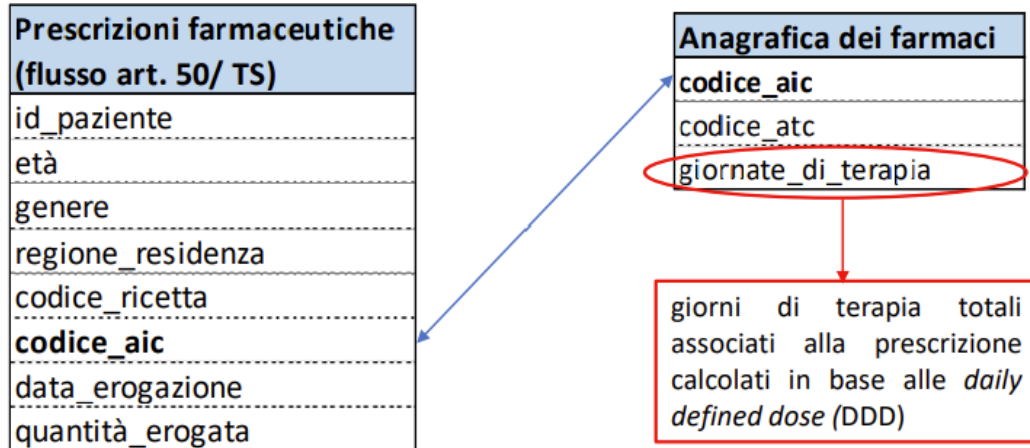 Prescrizioni farmaceutiche
(flusso art. 50/ TS)
id_paziente
età
genere
regione_residenza
codice_ricetta
codice_aic
data_erogazione
quantità_erogata
Anagrafica dei farmaci
codice_aic
codice_atc
giornate_di_terapia
giorni di terapia totali
associati alla prescrizione
calcolati in base alle daily
defined dose (DDD)